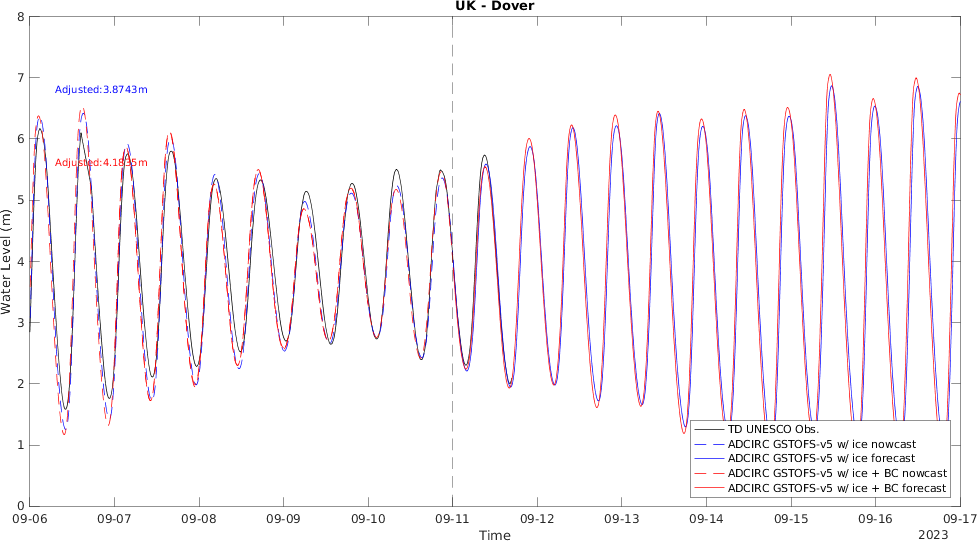 UK - Dover
8
7
6
5
4
3
2
1
0
Water Level (m)
Adjusted:3.8743m
Adjusted:4.1835m
TD UNESCO Obs.
ADCIRC GSTOFS-v5 w/ ice nowcast
ADCIRC GSTOFS-v5 w/ ice forecast
ADCIRC GSTOFS-v5 w/ ice + BC nowcast
ADCIRC GSTOFS-v5 w/ ice + BC forecast
09-06 09-07 09-08 09-09 09-10 09-11 09-12 09-13 09-14 09-15 09-16 09-17
Time
2023